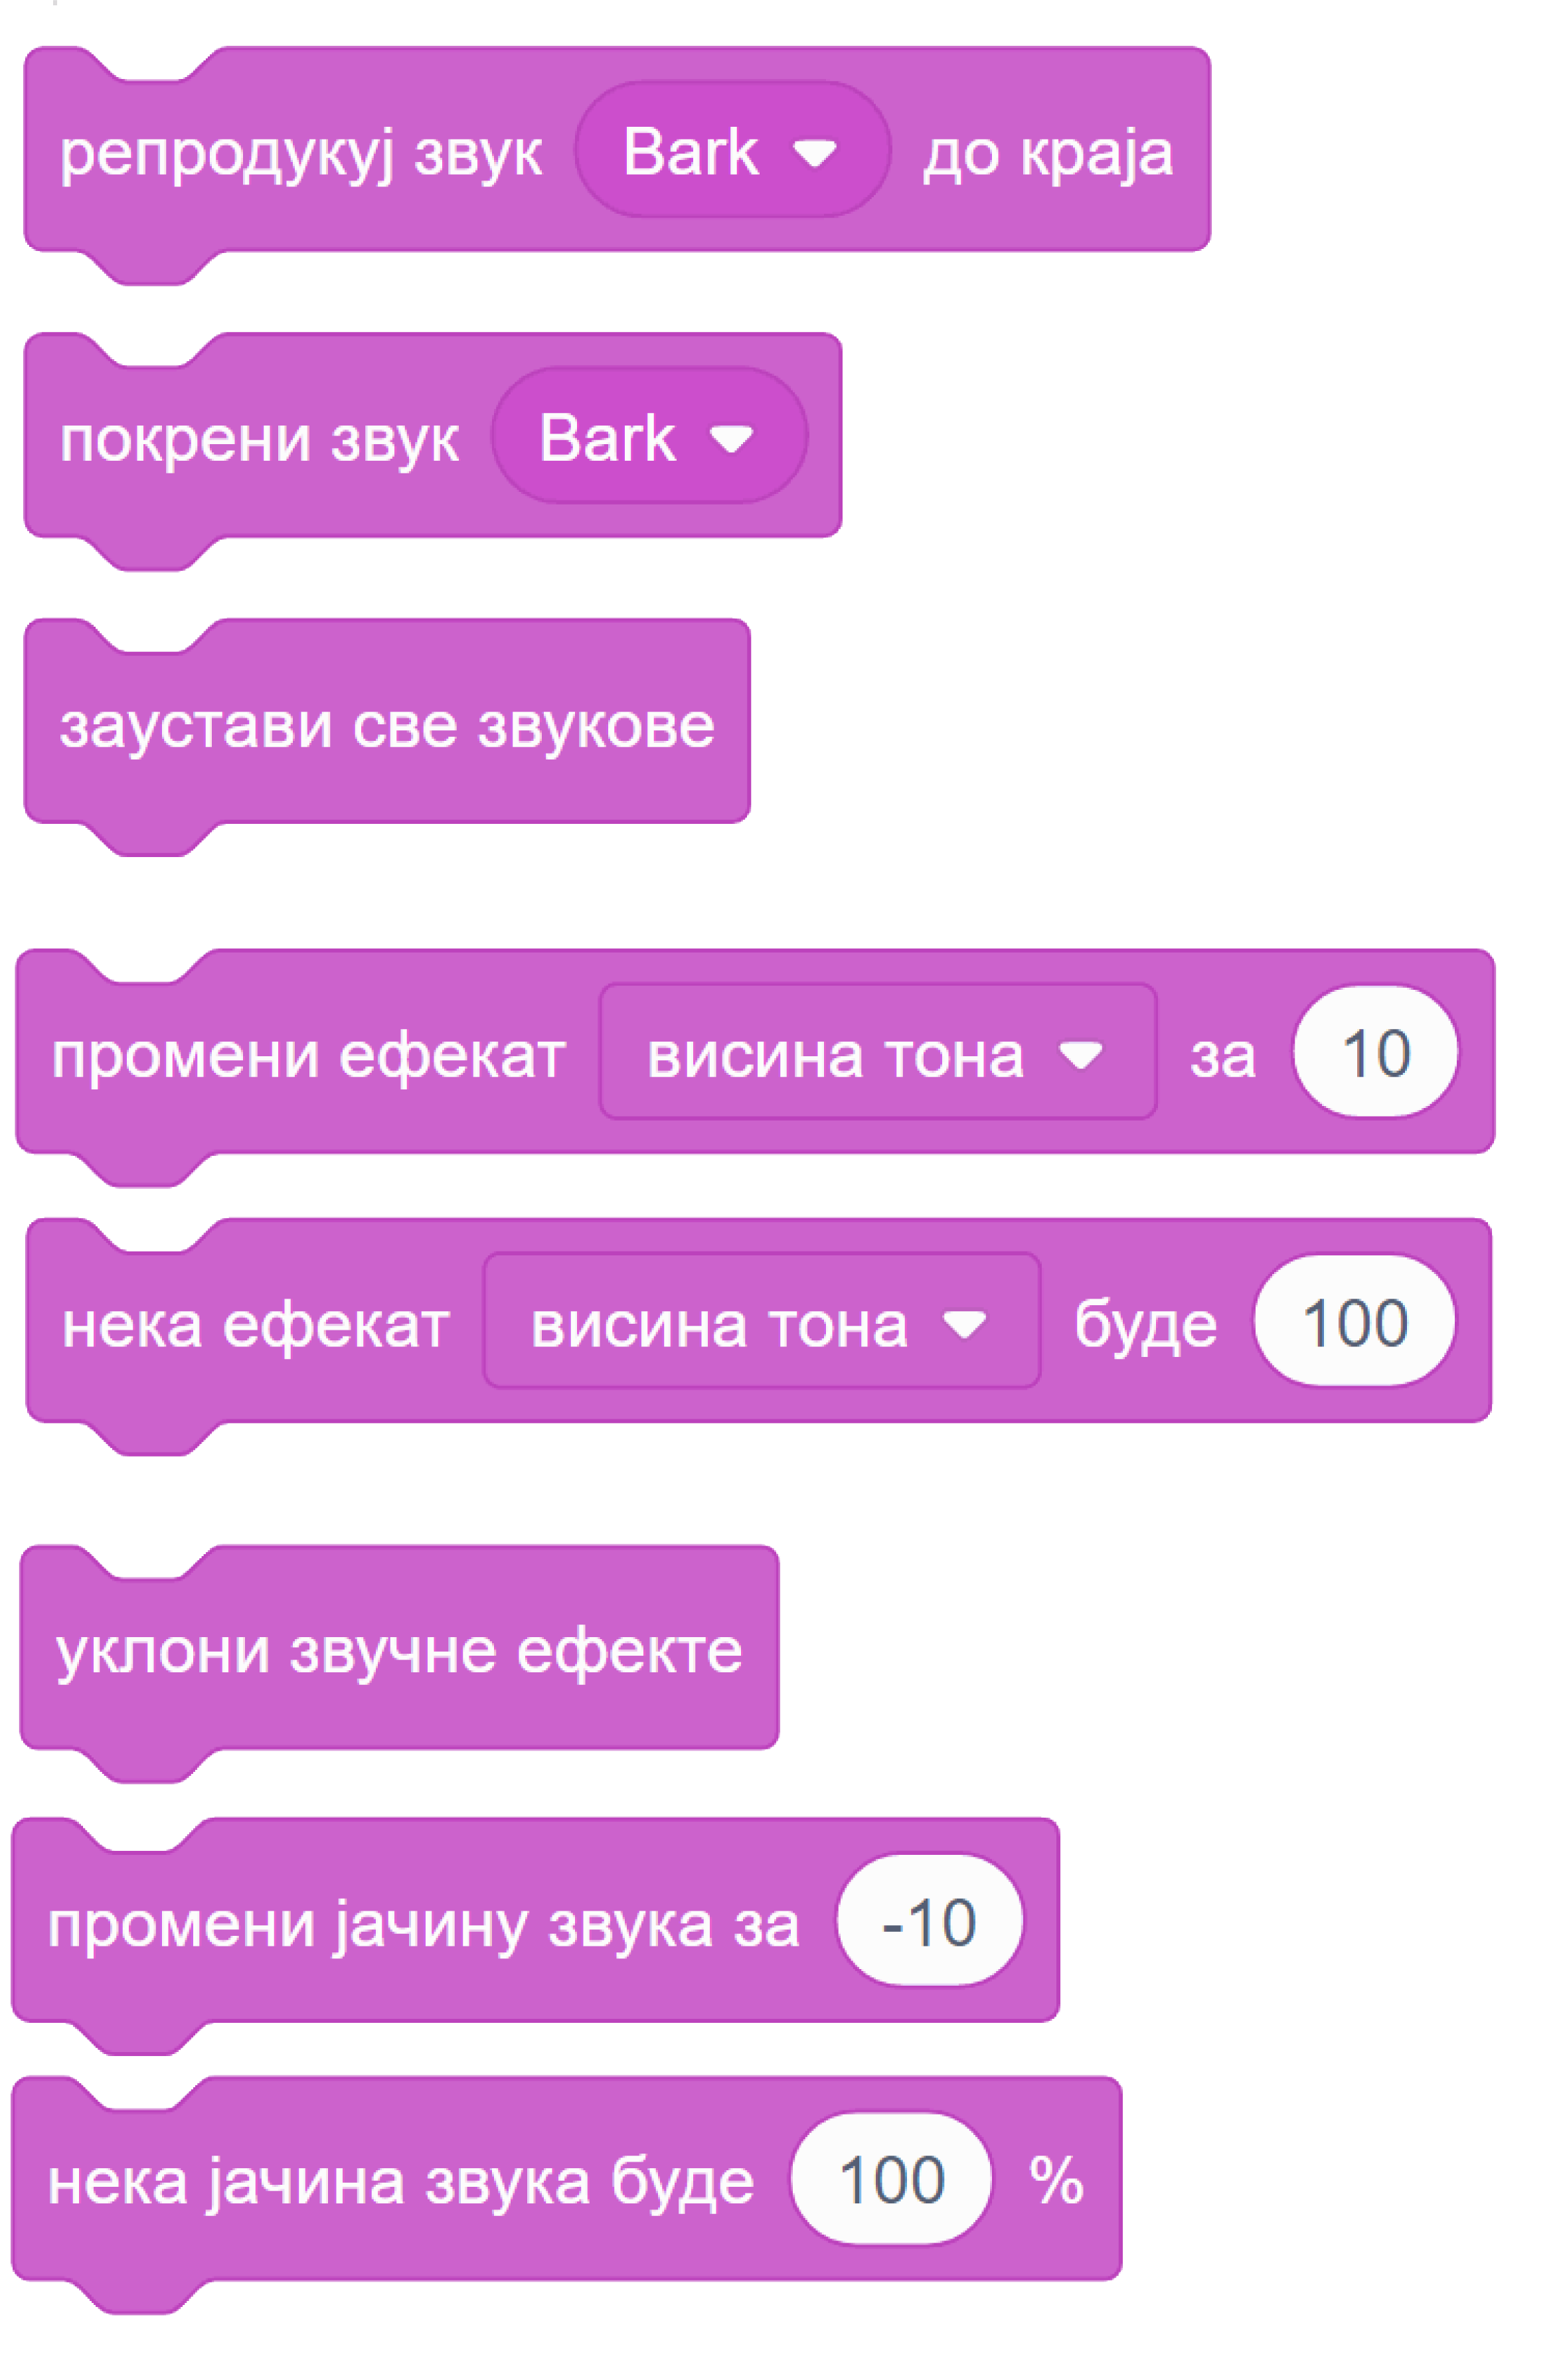 репродукуј звук Bark до краја
покрени звук Bark
заустави све звукове
промени ефекат висина тона за 10
нека ефекат висина тона буде 100
уклони звучне ефекте
промени јачину звука за -10
нека јачина звука буде 100 %